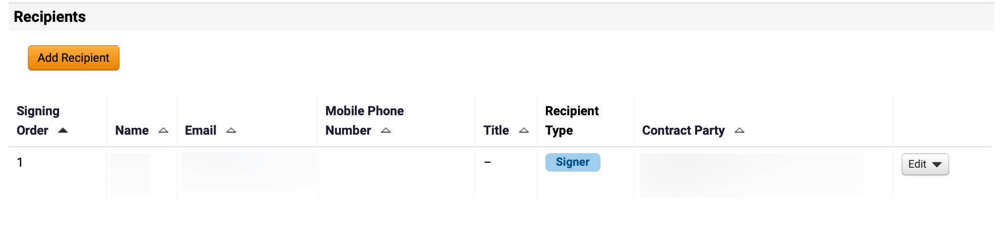 Recipients
Add Recipient
Signing Order
Name
Email
Mobile Phone Number
Title
Recipient Type
Contract Party
1
–
Signer
Edit